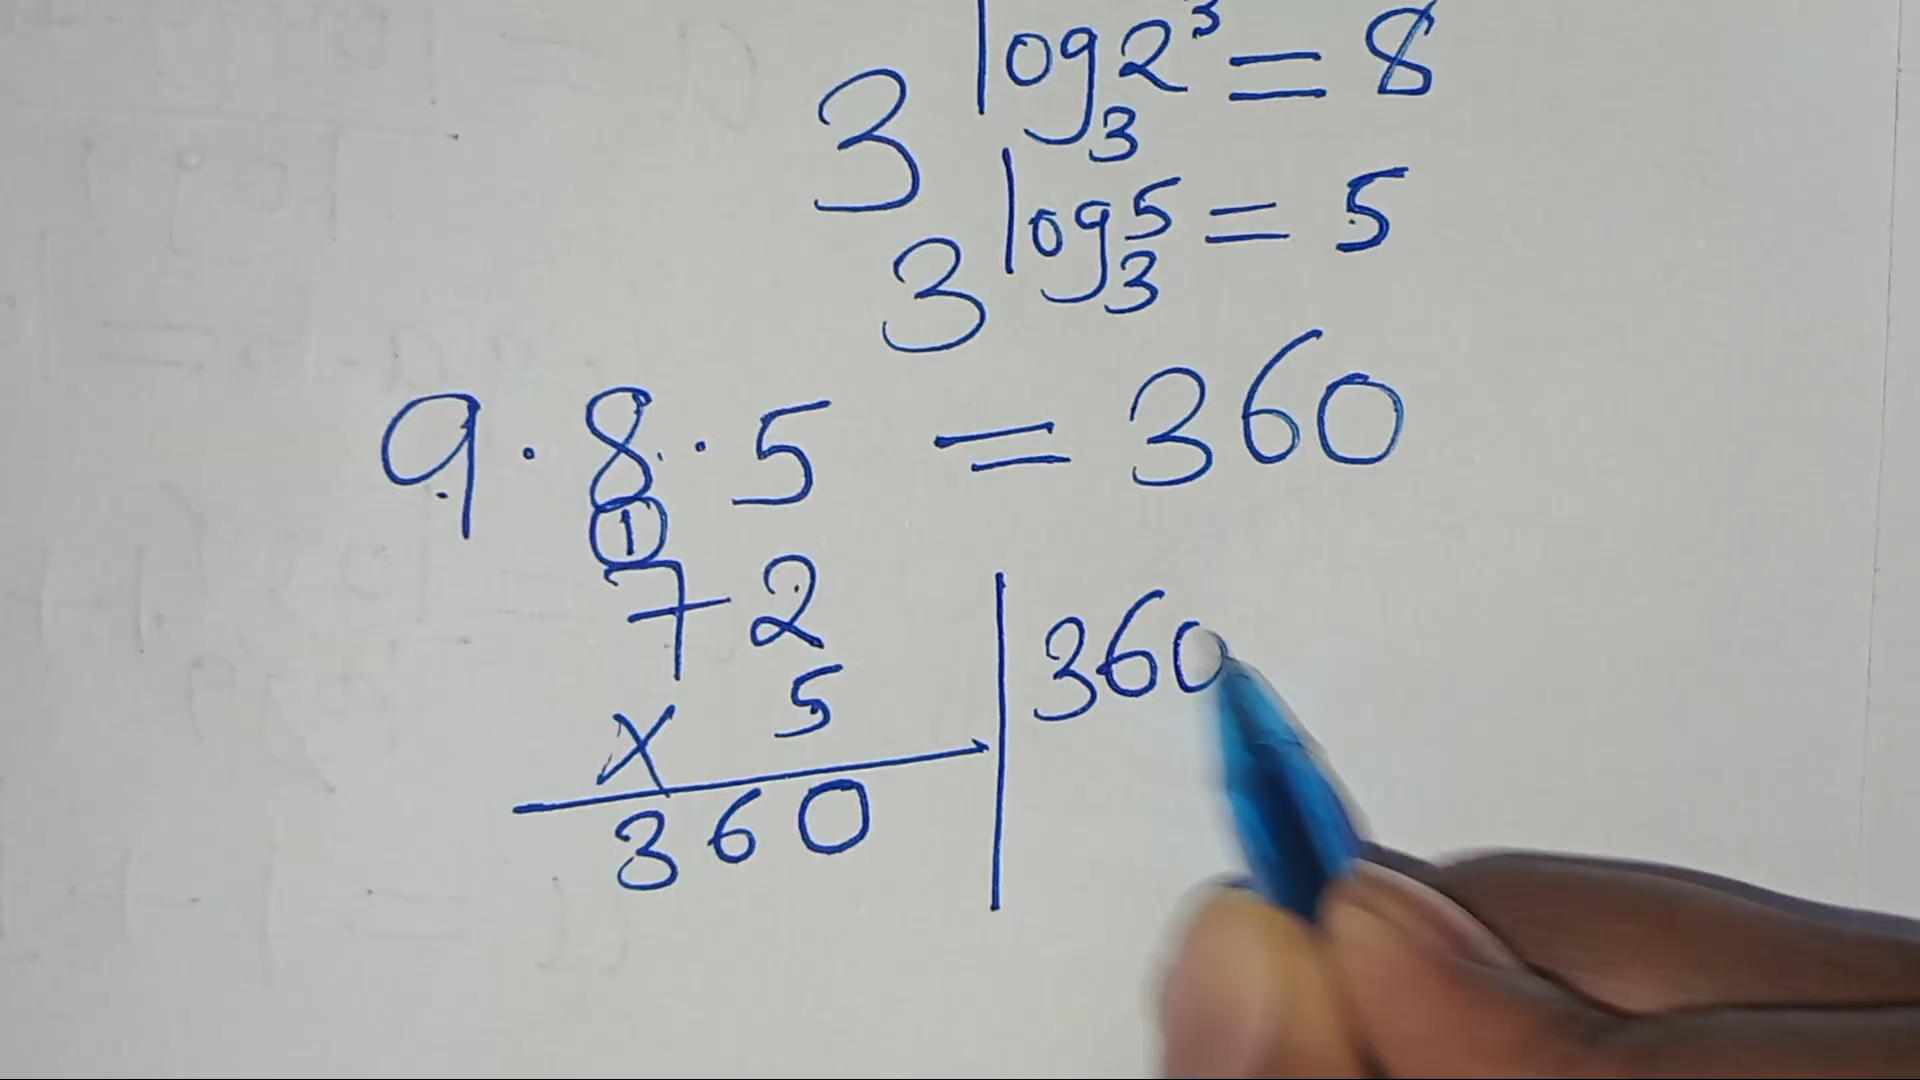 3^log_3 2^3 = 8
3^log_3 5 = 5
9 · 8 · 5 = 360
1
72
× 5
360
360